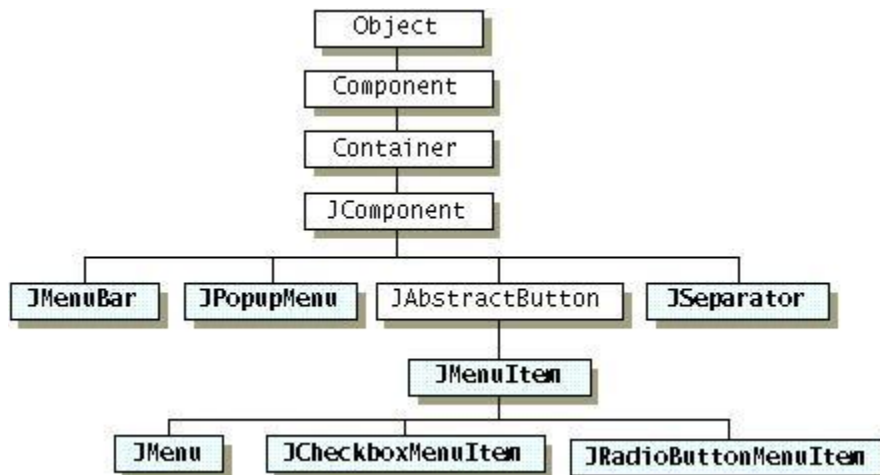 Object
Component
Container
JComponent
JMenuBar JPopupMenu JAbstractButton JSeparator
JMenuItem
JMenu JCheckboxMenuItem JRadioButtonMenuItem